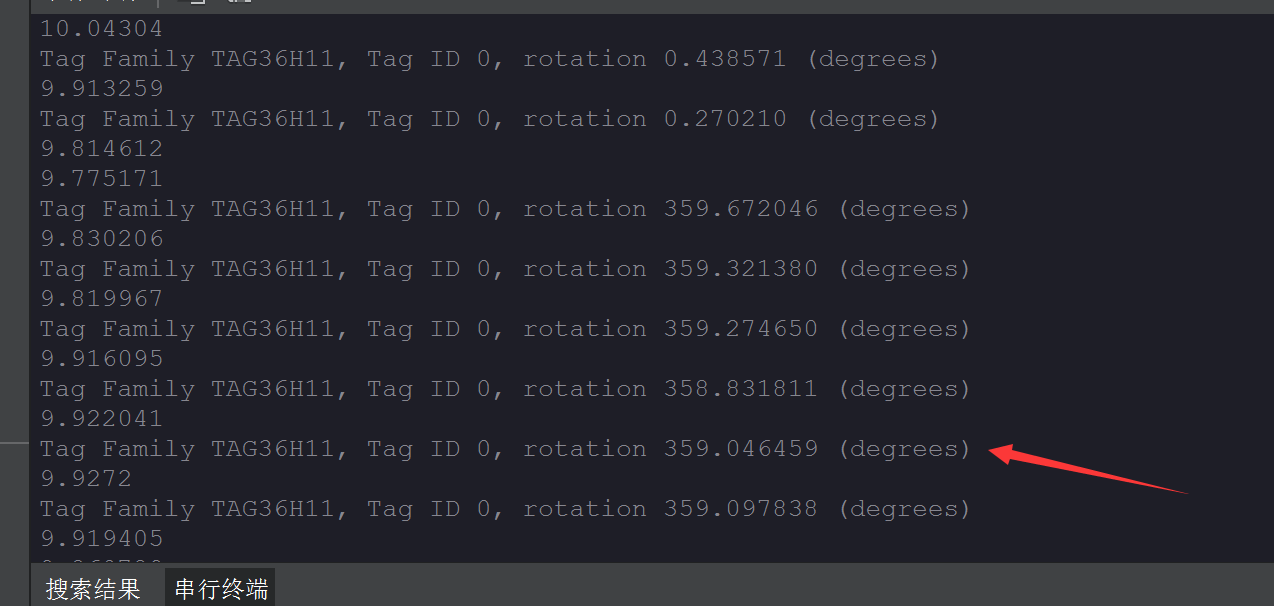 10.04304
Tag Family TAG36H11, Tag ID 0, rotation 0.438571 (degrees)
9.913259
Tag Family TAG36H11, Tag ID 0, rotation 0.270210 (degrees)
9.814612
9.775171
Tag Family TAG36H11, Tag ID 0, rotation 359.672046 (degrees)
9.830206
Tag Family TAG36H11, Tag ID 0, rotation 359.321380 (degrees)
9.819967
Tag Family TAG36H11, Tag ID 0, rotation 359.274650 (degrees)
9.916095
Tag Family TAG36H11, Tag ID 0, rotation 358.831811 (degrees)
9.922041
Tag Family TAG36H11, Tag ID 0, rotation 359.046459 (degrees)
9.9272
Tag Family TAG36H11, Tag ID 0, rotation 359.097838 (degrees)
9.919405
搜索结果 串行终端